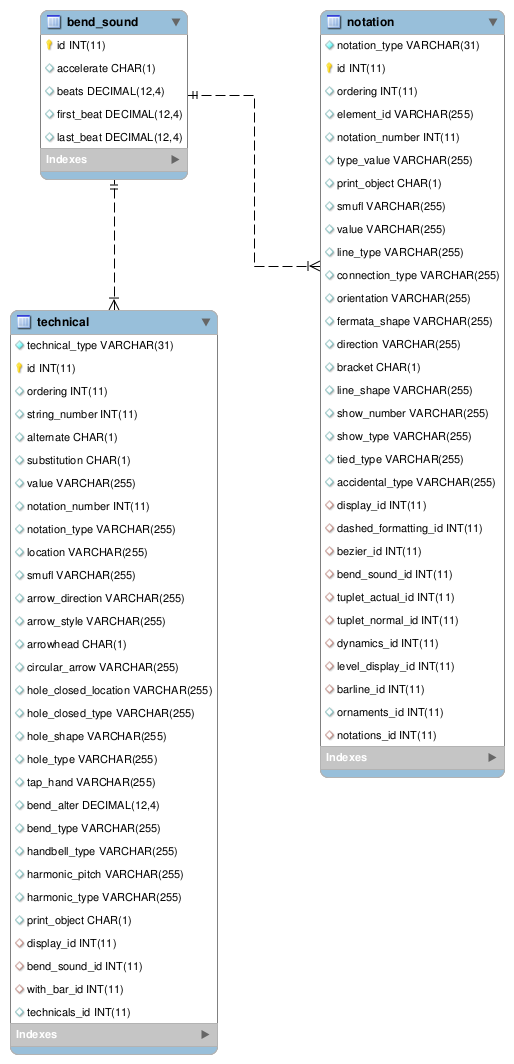 bend_sound
id INT(11)
accelerate CHAR(1)
beats DECIMAL(12,4)
first_beat DECIMAL(12,4)
last_beat DECIMAL(12,4)
Indexes
notation
notation_type VARCHAR(31)
id INT(11)
ordering INT(11)
element_id VARCHAR(255)
notation_number INT(11)
type_value VARCHAR(255)
print_object CHAR(1)
smufl VARCHAR(255)
value VARCHAR(255)
line_type VARCHAR(255)
connection_type VARCHAR(255)
orientation VARCHAR(255)
fermata_shape VARCHAR(255)
direction VARCHAR(255)
bracket CHAR(1)
line_shape VARCHAR(255)
show_number VARCHAR(255)
show_type VARCHAR(255)
tied_type VARCHAR(255)
accidental_type VARCHAR(255)
display_id INT(11)
dashed_formatting_id INT(11)
bezier_id INT(11)
bend_sound_id INT(11)
tuplet_actual_id INT(11)
tuplet_normal_id INT(11)
dynamics_id INT(11)
level_display_id INT(11)
barline_id INT(11)
ornaments_id INT(11)
notations_id INT(11)
Indexes
technical
technical_type VARCHAR(31)
id INT(11)
ordering INT(11)
string_number INT(11)
alternate CHAR(1)
substitution CHAR(1)
value VARCHAR(255)
notation_number INT(11)
notation_type VARCHAR(255)
location VARCHAR(255)
smufl VARCHAR(255)
arrow_direction VARCHAR(255)
arrow_style VARCHAR(255)
arrowhead CHAR(1)
circular_arrow VARCHAR(255)
hole_closed_location VARCHAR(255)
hole_closed_type VARCHAR(255)
hole_shape VARCHAR(255)
hole_type VARCHAR(255)
tap_hand VARCHAR(255)
bend_alter DECIMAL(12,4)
bend_type VARCHAR(255)
handbell_type VARCHAR(255)
harmonic_pitch VARCHAR(255)
harmonic_type VARCHAR(255)
print_object CHAR(1)
display_id INT(11)
bend_sound_id INT(11)
with_bar_id INT(11)
technicals_id INT(11)
Indexes